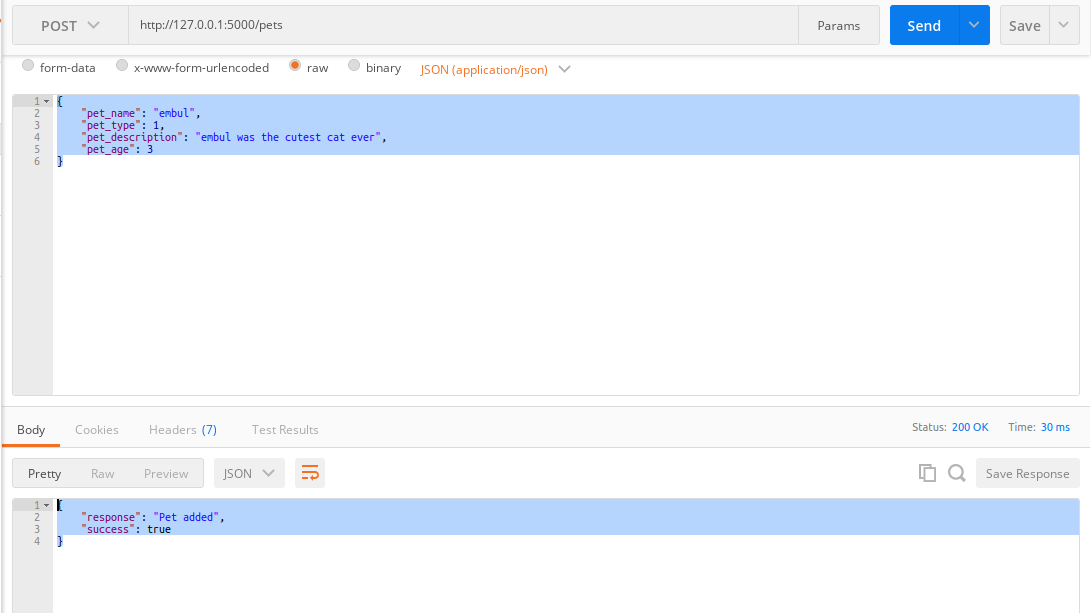 POST http://127.0.0.1:5000/pets Params Send Save
form-data x-www-form-urlencoded raw binary JSON (application/json)
1 {
2 "pet_name": "embul",
3 "pet_type": 1,
4 "pet_description": "embul was the cutest cat ever",
5 "pet_age": 3
6 }
Body Cookies Headers (7) Test Results Status: 200 OK Time: 30 ms
Pretty Raw Preview JSON Save Response
1 {
2 "response": "Pet added",
3 "success": true
4 }